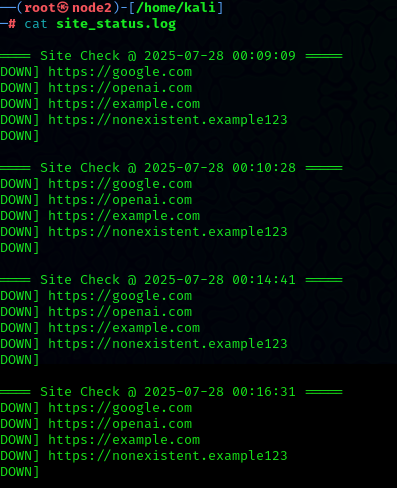 ──(root㉿node2)-[/home/kali]
─# cat site_status.log
════ Site Check @ 2025-07-28 00:09:09 ═════
DOWN] https://google.com
DOWN] https://openai.com
DOWN] https://example.com
DOWN] https://nonexistent.example123
DOWN]
════ Site Check @ 2025-07-28 00:10:28 ═════
DOWN] https://google.com
DOWN] https://openai.com
DOWN] https://example.com
DOWN] https://nonexistent.example123
DOWN]
════ Site Check @ 2025-07-28 00:14:41 ═════
DOWN] https://google.com
DOWN] https://openai.com
DOWN] https://example.com
DOWN] https://nonexistent.example123
DOWN]
════ Site Check @ 2025-07-28 00:16:31 ═════
DOWN] https://google.com
DOWN] https://openai.com
DOWN] https://example.com
DOWN] https://nonexistent.example123
DOWN]